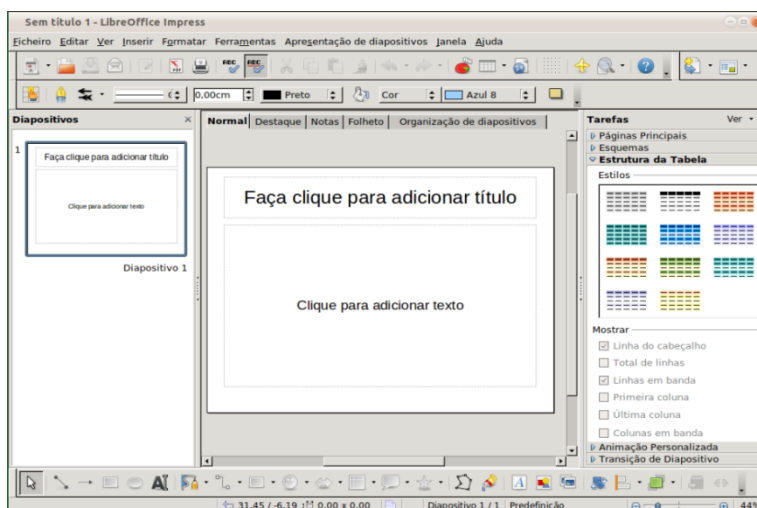 Sem título 1 - LibreOffice Impress
Ficheiro Editar Ver Inserir Formatar Ferramentas Apresentação de diapositivos Janela Ajuda
ABC ABC
0,00cm Preto Cor Azul 8
Diapositivos × Normal Destaque Notas Folheto Organização de diapositivos Tarefas Ver
Páginas Principais
Esquemas
Estrutura da Tabela
Estilos
1
Faça clique para adicionar título
Clique para adicionar texto
Diapositivo 1
Faça clique para adicionar título
Clique para adicionar texto
Mostrar
Linha do cabeçalho
Total de linhas
Linhas em banda
Primeira coluna
Última coluna
Colunas em banda
Animação Personalizada
Transição de Diapositivo
31,45 / -6,19 0,00 x 0,00 Diapositivo 1 / 1 Predefinição 44%